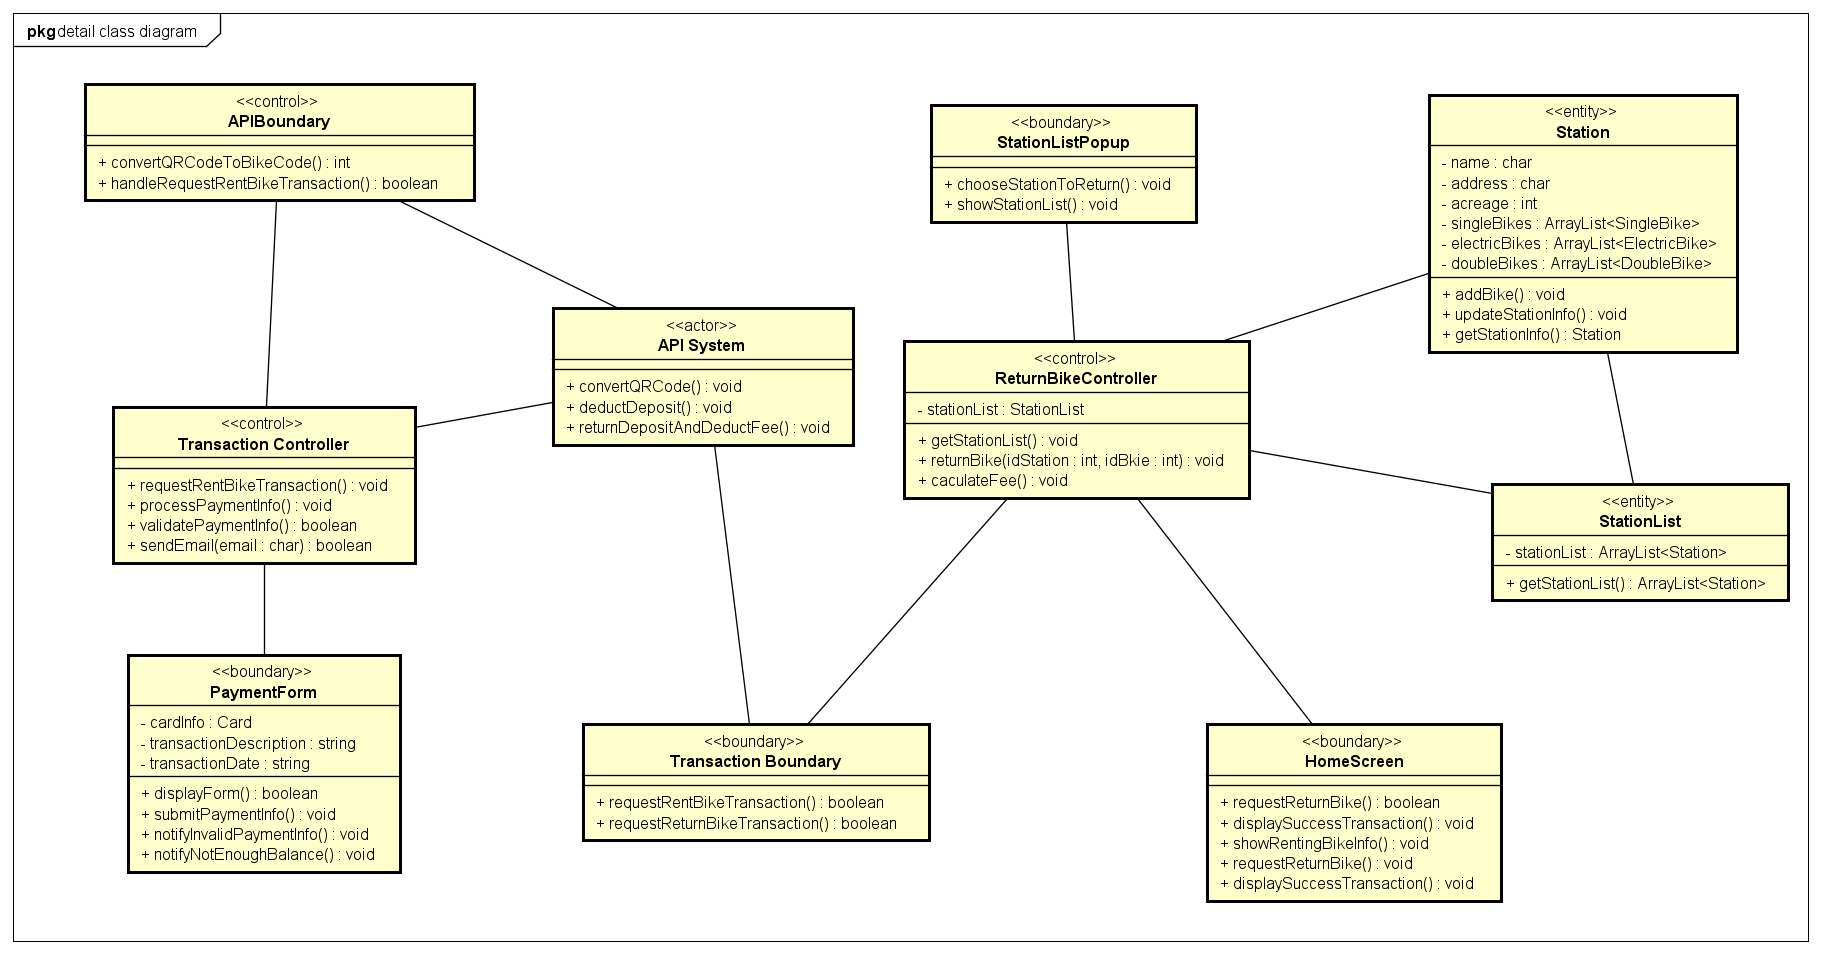 pkg detail class diagram
<<control>>
APIBoundary
+ convertQRCodeToBikeCode() : int
+ handleRequestRentBikeTransaction() : boolean
<<boundary>>
StationListPopup
+ chooseStationToReturn() : void
+ showStationList() : void
<<entity>>
Station
- name : char
- address : char
- acreage : int
- singleBikes : ArrayList<SingleBike>
- electricBikes : ArrayList<ElectricBike>
- doubleBikes : ArrayList<DoubleBike>
+ addBike() : void
+ updateStationInfo() : void
+ getStationInfo() : Station
<<actor>>
API System
+ convertQRCode() : void
+ deductDeposit() : void
+ returnDepositAndDeductFee() : void
<<control>>
ReturnBikeController
- stationList : StationList
+ getStationList() : void
+ returnBike(idStation : int, idBkie : int) : void
+ caculateFee() : void
<<control>>
Transaction Controller
+ requestRentBikeTransaction() : void
+ processPaymentInfo() : void
+ validatePaymentInfo() : boolean
+ sendEmail(email : char) : boolean
<<entity>>
StationList
- stationList : ArrayList<Station>
+ getStationList() : ArrayList<Station>
<<boundary>>
PaymentForm
- cardInfo : Card
- transactionDescription : string
- transactionDate : string
+ displayForm() : boolean
+ submitPaymentInfo() : void
+ notifyInvalidPaymentInfo() : void
+ notifyNotEnoughBalance() : void
<<boundary>>
Transaction Boundary
+ requestRentBikeTransaction() : boolean
+ requestReturnBikeTransaction() : boolean
<<boundary>>
HomeScreen
+ requestReturnBike() : boolean
+ displaySuccessTransaction() : void
+ showRentingBikeInfo() : void
+ requestReturnBike() : void
+ displaySuccessTransaction() : void